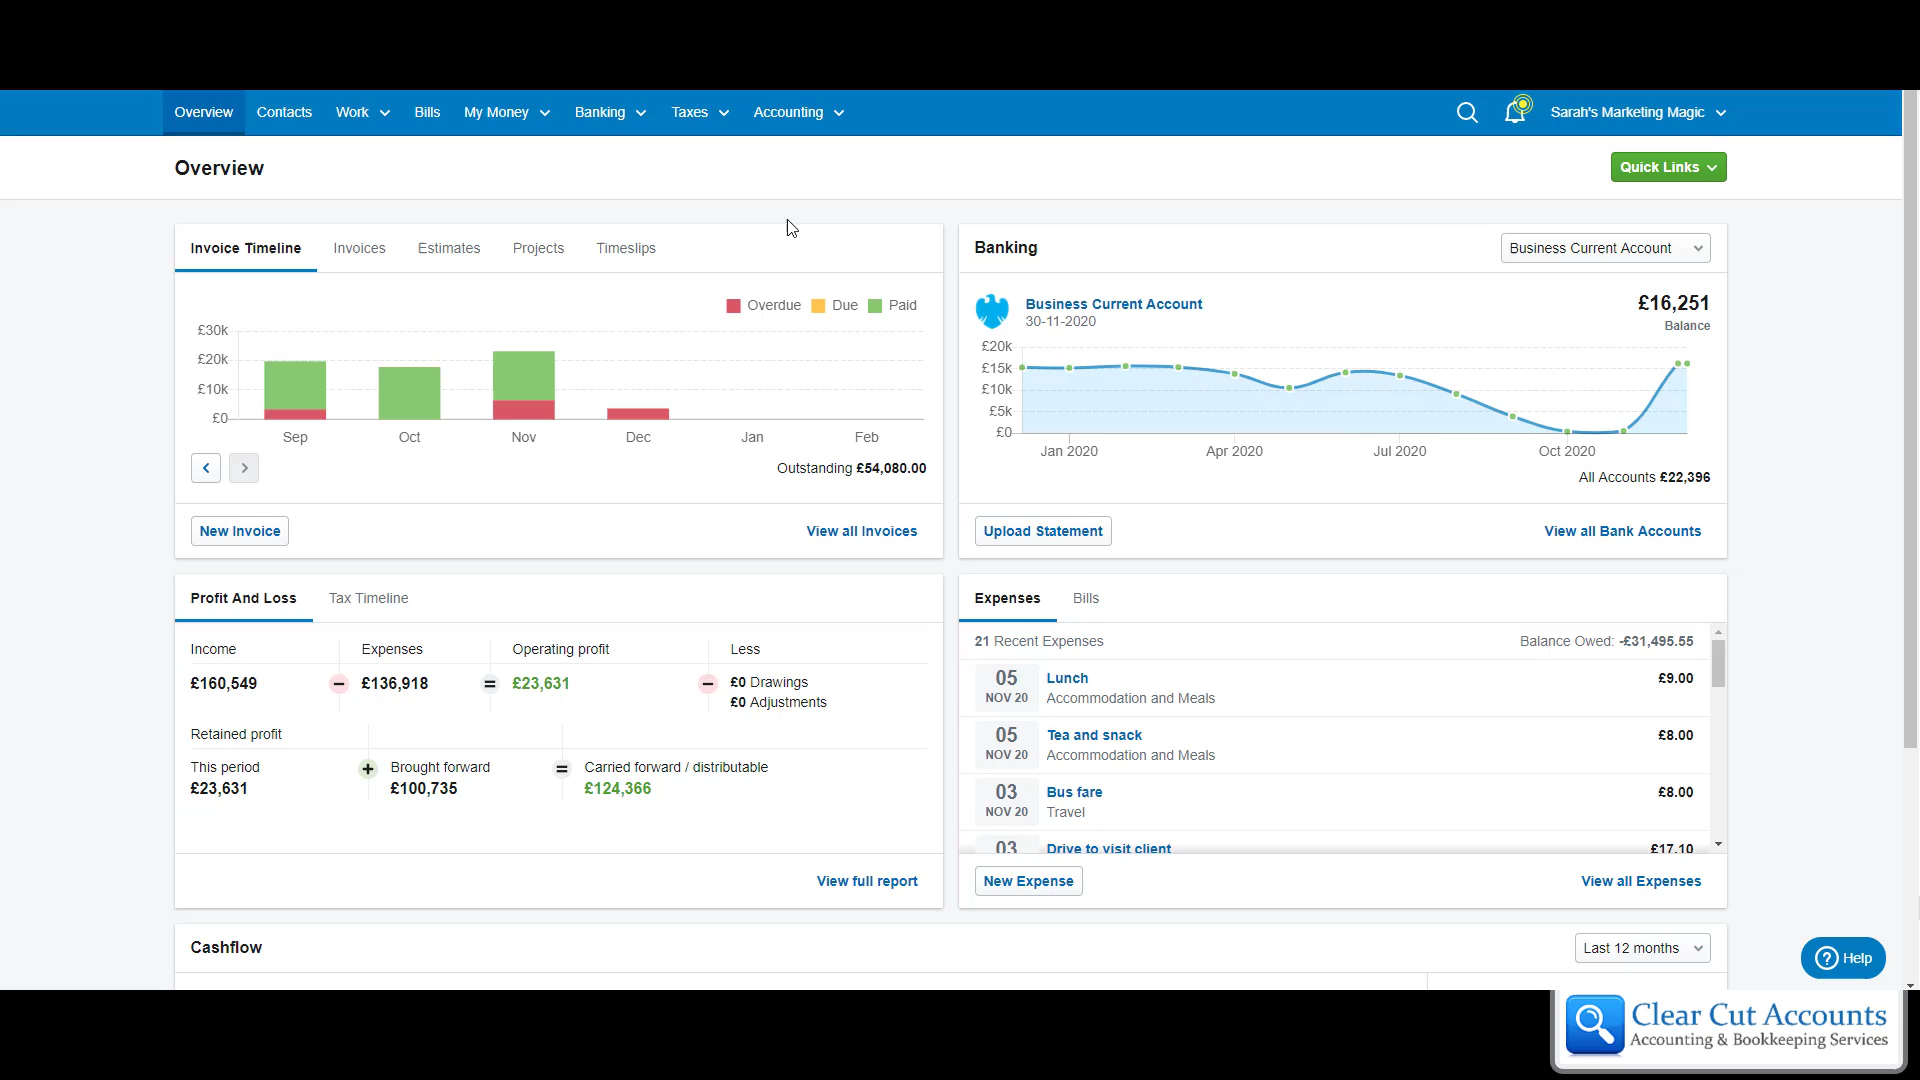 Overview Contacts Work Bills My Money Banking Taxes Accounting Sarah's Marketing Magic
Overview
Quick Links
Invoice Timeline Invoices Estimates Projects Timeslips
Overdue Due Paid
£30k
£20k
£10k
£0
Sep Oct Nov Dec Jan Feb
Outstanding £54,080.00
New Invoice View all Invoices
Banking
Business Current Account
Business Current Account
30-11-2020
£16,251
Balance
£20k
£15k
£10k
£5k
£0
Jan 2020 Apr 2020 Jul 2020 Oct 2020
All Accounts £22,396
Upload Statement View all Bank Accounts
Profit And Loss Tax Timeline
Income Expenses Operating profit Less
£160,549 − £136,918 = £23,631 − £0 Drawings
£0 Adjustments
Retained profit
This period + Brought forward = Carried forward / distributable
£23,631 £100,735 £124,366
View full report
Expenses Bills
21 Recent Expenses Balance Owed: -£31,495.55
05 Lunch £9.00
NOV 20 Accommodation and Meals
05 Tea and snack £8.00
NOV 20 Accommodation and Meals
03 Bus fare £8.00
NOV 20 Travel
03 Drive to visit client £17.10
New Expense View all Expenses
Cashflow
Last 12 months
? Help
Clear Cut Accounts
Accounting & Bookkeeping Services